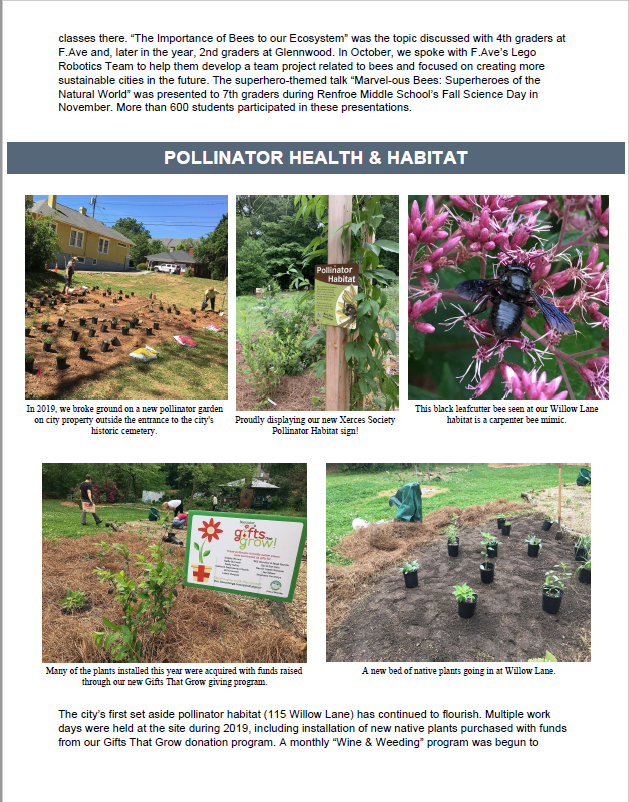 classes there. “The Importance of Bees to our Ecosystem” was the topic discussed with 4th graders at
F.Ave and, later in the year, 2nd graders at Glennwood. In October, we spoke with F.Ave’s Lego
Robotics Team to help them develop a team project related to bees and focused on creating more
sustainable cities in the future. The superhero-themed talk “Marvel-ous Bees: Superheroes of the
Natural World” was presented to 7th graders during Renfroe Middle School’s Fall Science Day in
November. More than 600 students participated in these presentations.
POLLINATOR HEALTH & HABITAT
Pollinator
Habitat
In 2019, we broke ground on a new pollinator garden
on city property outside the entrance to the city's
historic cemetery.
Proudly displaying our new Xerces Society
Pollinator Habitat sign!
This black leafcutter bee seen at our Willow Lane
habitat is a carpenter bee mimic.
gifts that
grow!
Many of the plants installed this year were acquired with funds raised
through our new Gifts That Grow giving program.
A new bed of native plants going in at Willow Lane.
The city’s first set aside pollinator habitat (115 Willow Lane) has continued to flourish. Multiple work
days were held at the site during 2019, including installation of new native plants purchased with funds
from our Gifts That Grow donation program. A monthly “Wine & Weeding” program was begun to